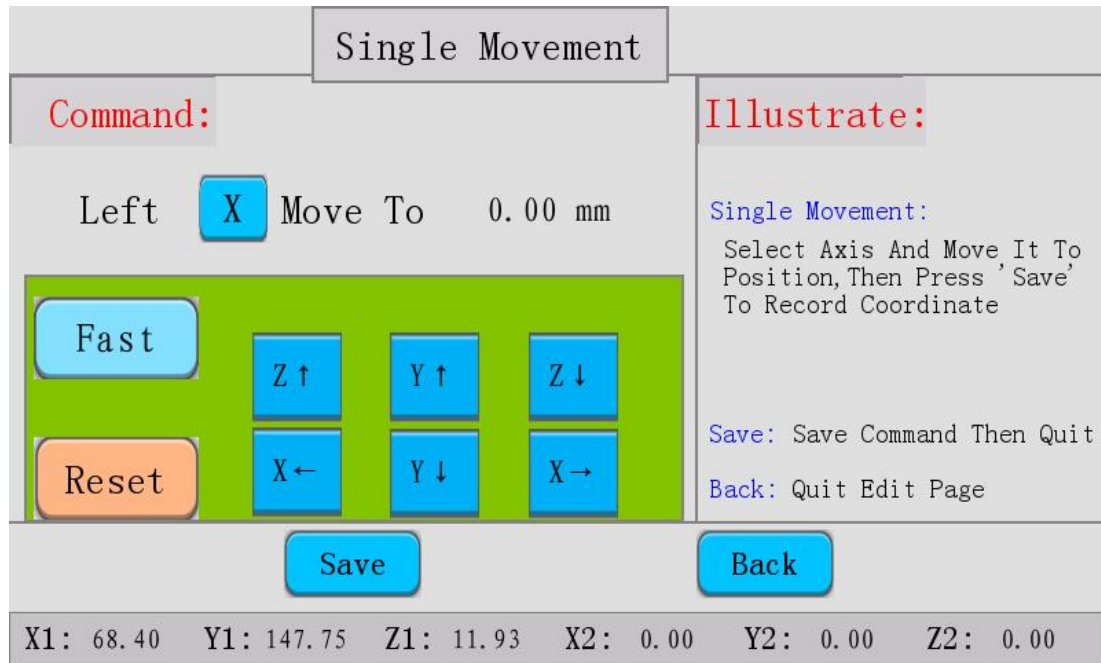 Single Movement
Command:
Left X Move To 0.00 mm
Fast
Z↑ Y↑ Z↓
Reset
X← Y↓ X→
Illustrate:
Single Movement:
Select Axis And Move It To
Position,Then Press 'Save'
To Record Coordinate
Save: Save Command Then Quit
Back: Quit Edit Page
Save Back
X1: 68.40 Y1: 147.75 Z1: 11.93 X2: 0.00 Y2: 0.00 Z2: 0.00